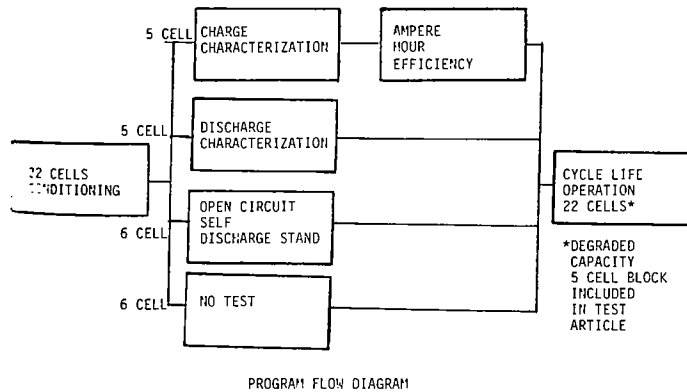 5 CELL
CHARGE
CHARACTERIZATION
AMPERE
HOUR
EFFICIENCY
5 CELL
DISCHARGE
CHARACTERIZATION
22 CELLS
CONDITIONING
OPEN CIRCUIT
SELF
DISCHARGE STAND
6 CELL
6 CELL
NO TEST
CYCLE LIFE
OPERATION
22 CELLS*
*DEGRADED
CAPACITY
5 CELL BLOCK
INCLUDED
IN TEST
ARTICLE
PROGRAM FLOW DIAGRAM